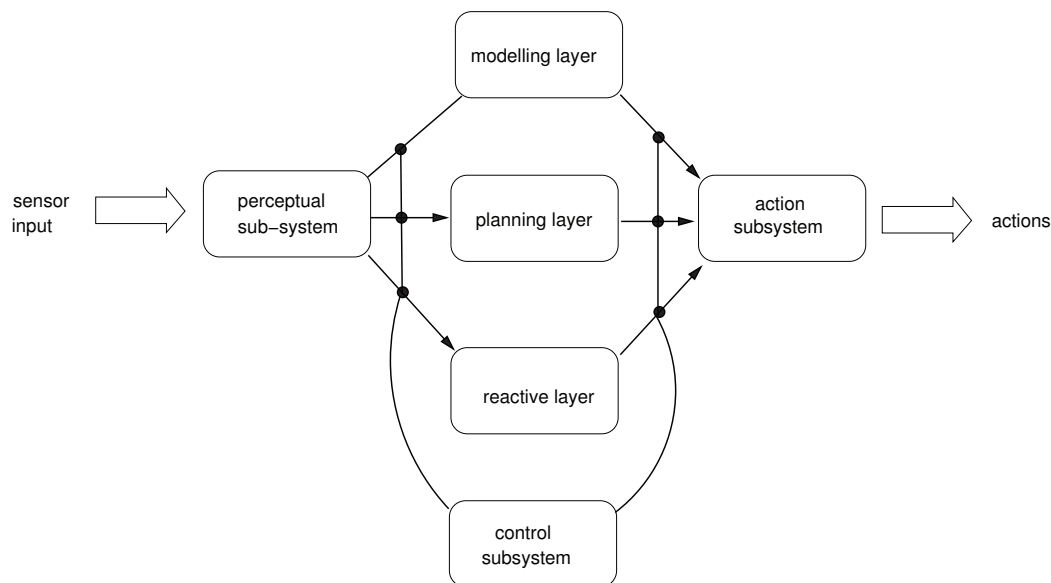 modelling layer
sensor
input
perceptual
sub−system
planning layer
action
subsystem
actions
reactive layer
control
subsystem